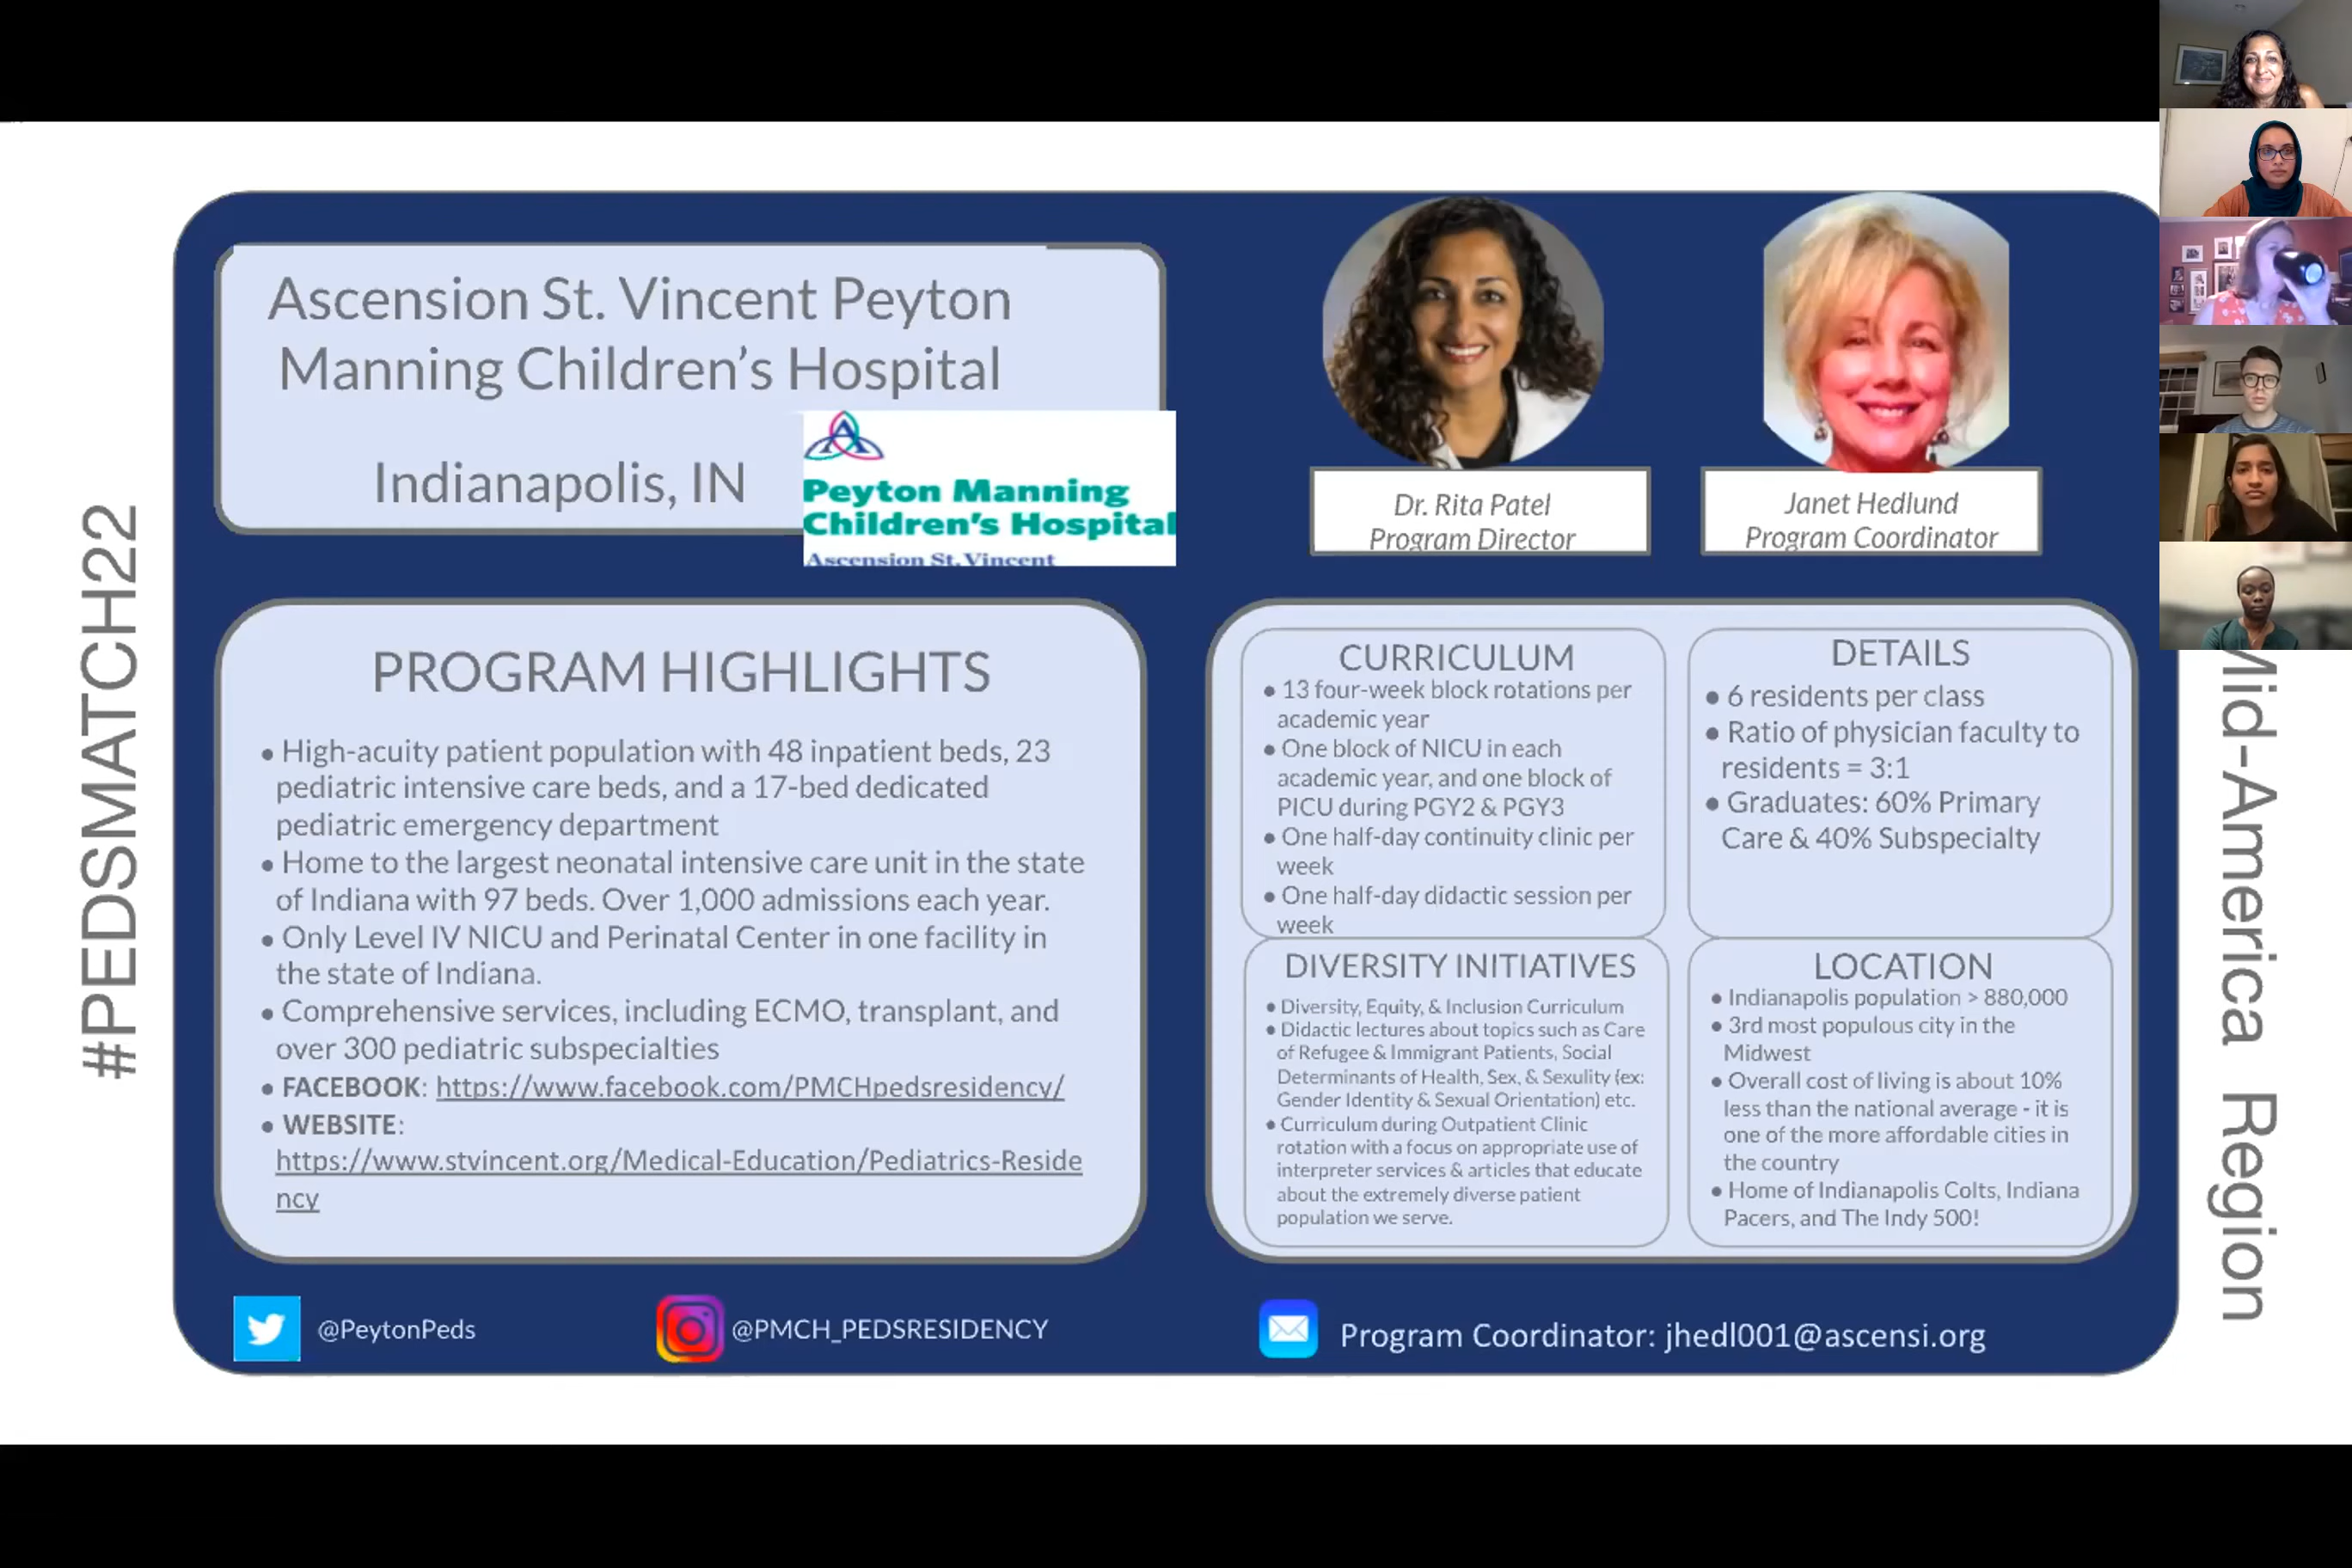 #PEDSMATCH22
Ascension St. Vincent Peyton
Manning Children's Hospital
Indianapolis, IN
Peyton Manning
Children's Hospital
Ascension St.Vincent
Dr. Rita Patel
Program Director
Janet Hedlund
Program Coordinator
PROGRAM HIGHLIGHTS
● High-acuity patient population with 48 inpatient beds, 23
pediatric intensive care beds, and a 17-bed dedicated
pediatric emergency department
● Home to the largest neonatal intensive care unit in the state
of Indiana with 97 beds. Over 1,000 admissions each year.
● Only Level IV NICU and Perinatal Center in one facility in
the state of Indiana.
● Comprehensive services, including ECMO, transplant, and
over 300 pediatric subspecialties
● FACEBOOK: https://www.facebook.com/PMCHpedsresidency/
● WEBSITE:
https://www.stvincent.org/Medical-Education/Pediatrics-Reside
ncy
CURRICULUM
● 13 four-week block rotations per
academic year
● One block of NICU in each
academic year, and one block of
PICU during PGY2 & PGY3
● One half-day continuity clinic per
week
● One half-day didactic session per
week
DETAILS
● 6 residents per class
● Ratio of physician faculty to
residents = 3:1
● Graduates: 60% Primary
Care & 40% Subspecialty
DIVERSITY INITIATIVES
● Diversity, Equity, & Inclusion Curriculum
● Didactic lectures about topics such as Care
of Refugee & Immigrant Patients, Social
Determinants of Health, Sex, & Sexulity (ex:
Gender Identity & Sexual Orientation) etc.
● Curriculum during Outpatient Clinic
rotation with a focus on appropriate use of
interpreter services & articles that educate
about the extremely diverse patient
population we serve.
LOCATION
● Indianapolis population > 880,000
● 3rd most populous city in the
Midwest
● Overall cost of living is about 10%
less than the national average - it is
one of the more affordable cities in
the country
● Home of Indianapolis Colts, Indiana
Pacers, and The Indy 500!
@PeytonPeds
@PMCH_PEDSRESIDENCY
Program Coordinator: jhedl001@ascensi.org
Mid-America Region